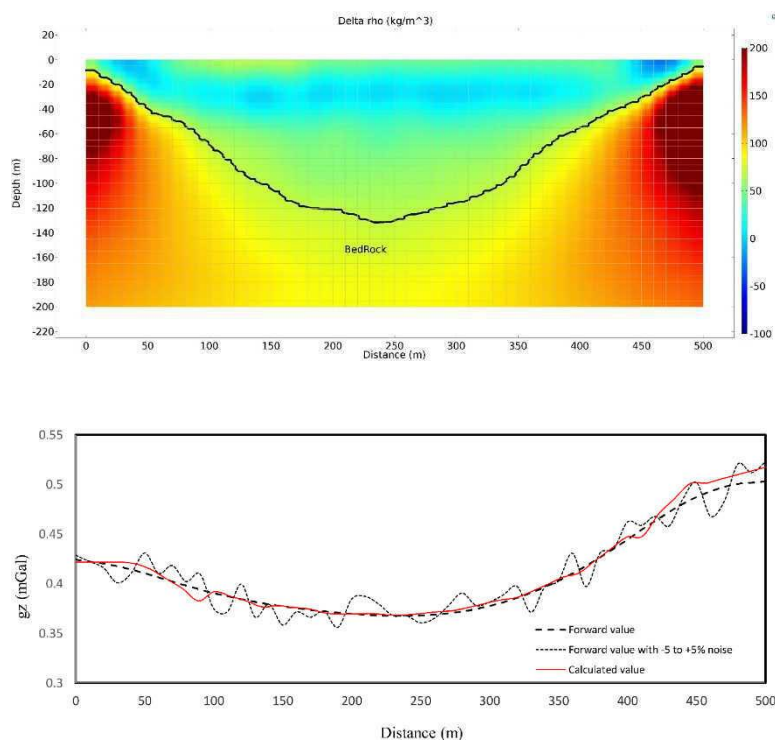 Delta rho (kg/m^3)
20
0
-20
-40
-60
-80
-100
-120
-140
-160
-180
-200
-220
Depth (m)
BedRock
0 50 100 150 200 250 300 350 400 450 500
Distance (m)
200
150
100
50
0
-50
-100
0.55
0.5
0.45
0.4
0.35
0.3
gz (mGal)
Forward value
Forward value with -5 to +5% noise
Calculated value
0 50 100 150 200 250 300 350 400 450 500
Distance (m)